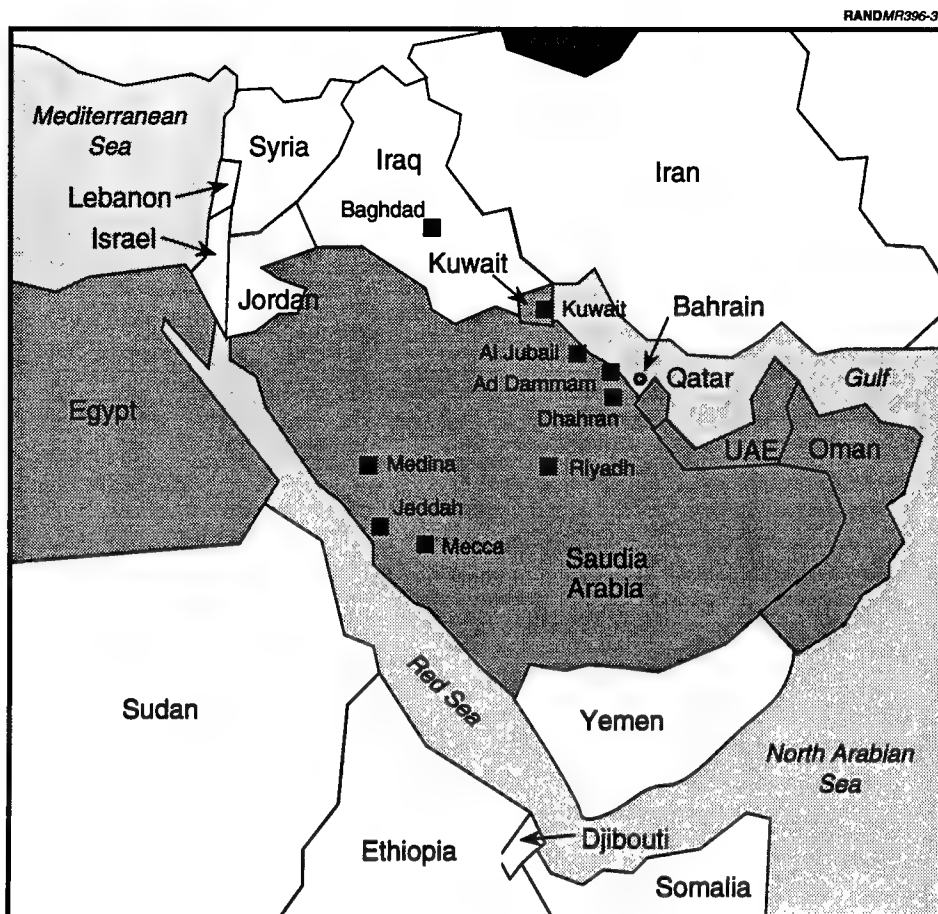 RANDMR396-3
Mediterranean
Sea
Syria
Iraq
Iran
Lebanon
Baghdad
Israel
Kuwait
Jordan
Kuwait
Bahrain
Al Jubail
Ad Dammam
Qatar
Gulf
Egypt
Dhahran
UAE
Oman
Medina
Riyadh
Jeddah
Mecca
Saudia
Arabia
Red Sea
Sudan
Yemen
North Arabian
Sea
Ethiopia
Djibouti
Somalia